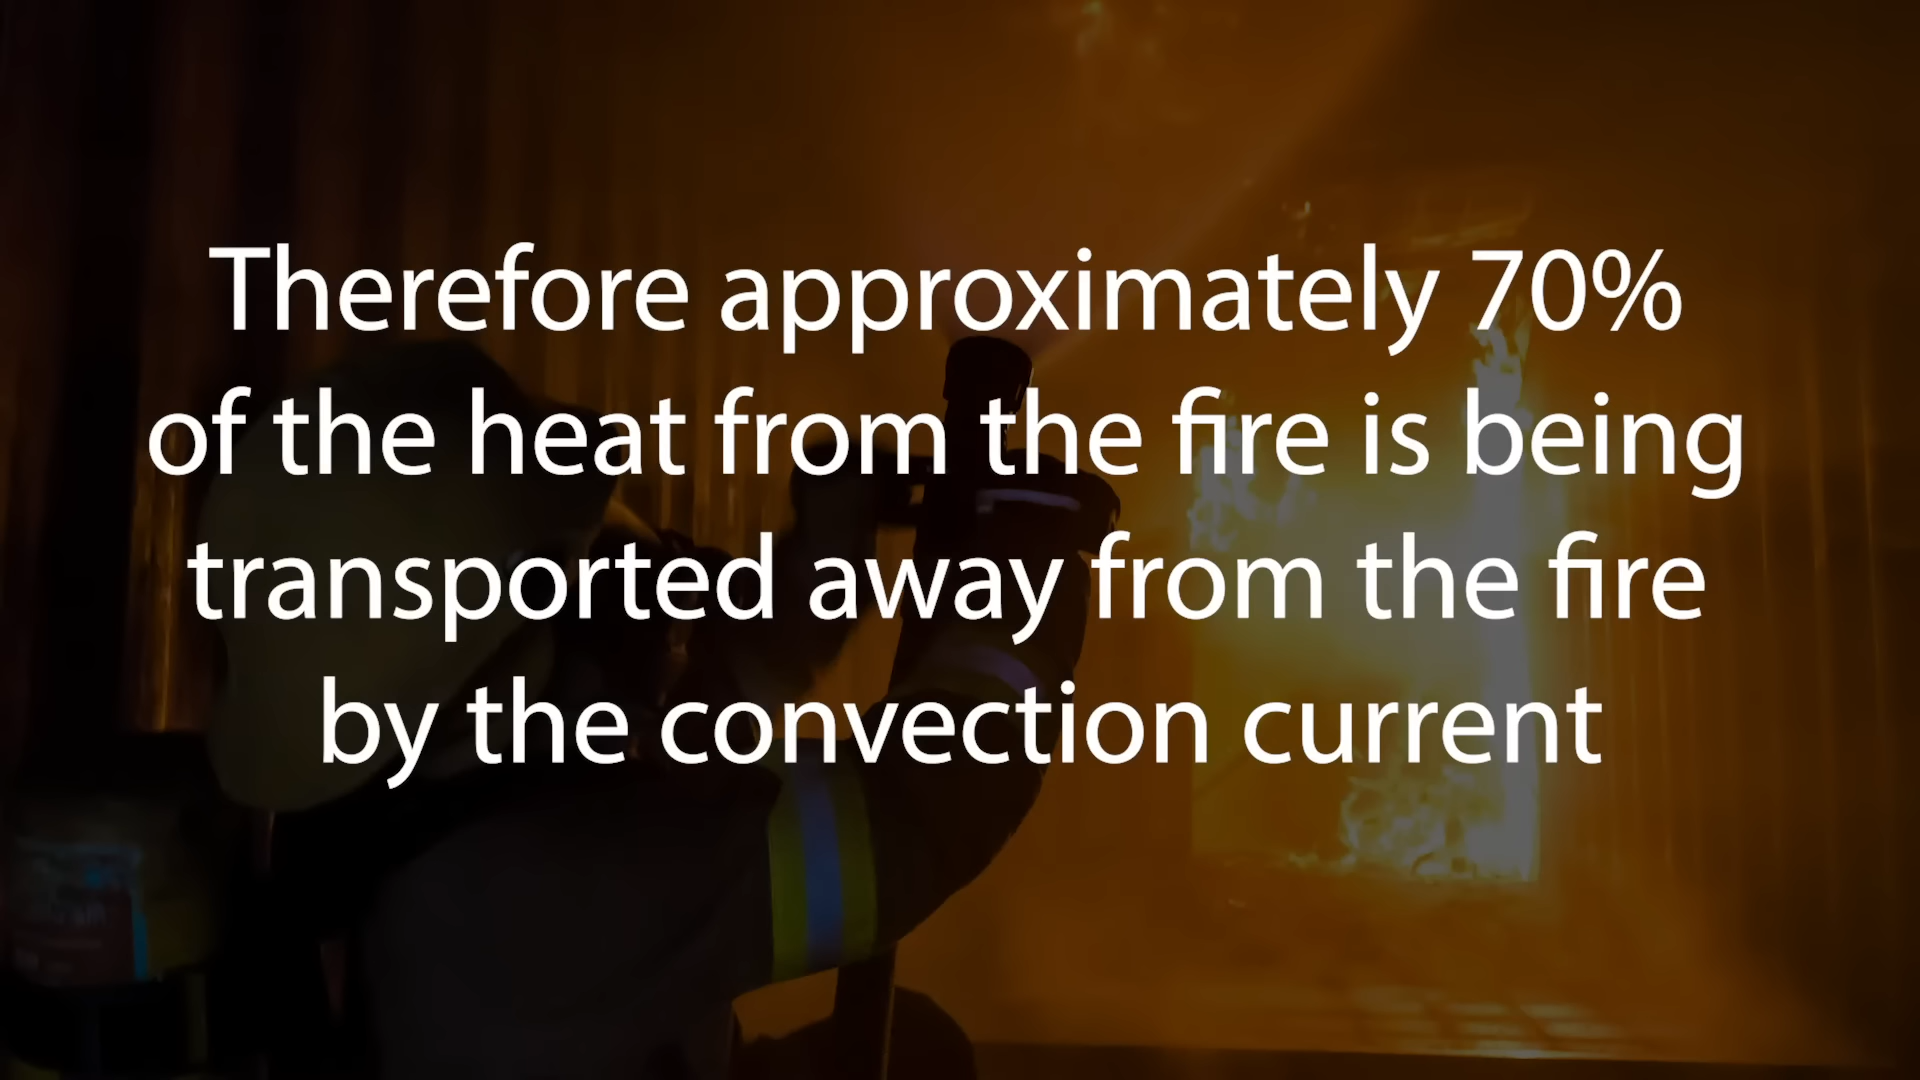 Therefore approximately 70%
of the heat from the fire is being
transported away from the fire
by the convection current